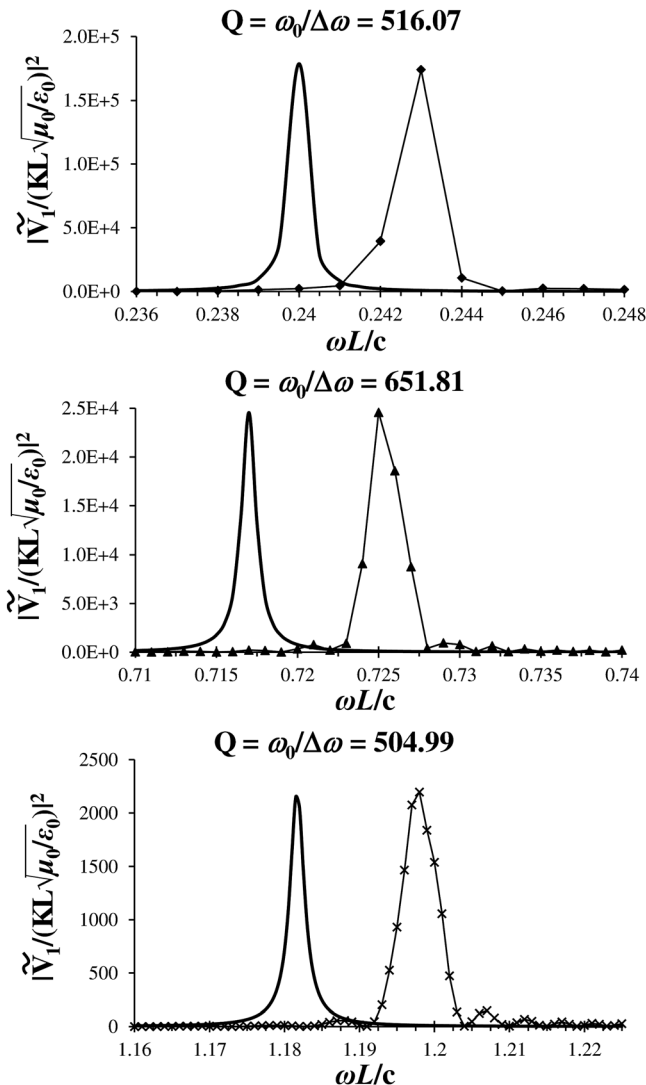 Q = ω₀/Δω = 516.07
|Ṽ₁/(KL√μ₀/ε₀)|²
2.0E+5
1.5E+5
1.0E+5
5.0E+4
0.0E+0
0.236 0.238 0.24 0.242 0.244 0.246 0.248
ωL/c
Q = ω₀/Δω = 651.81
|Ṽ₁/(KL√μ₀/ε₀)|²
2.5E+4
2.0E+4
1.5E+4
1.0E+4
5.0E+3
0.0E+0
0.71 0.715 0.72 0.725 0.73 0.735 0.74
ωL/c
Q = ω₀/Δω = 504.99
|Ṽ₁/(KL√μ₀/ε₀)|²
2500
2000
1500
1000
500
0
1.16 1.17 1.18 1.19 1.2 1.21 1.22
ωL/c